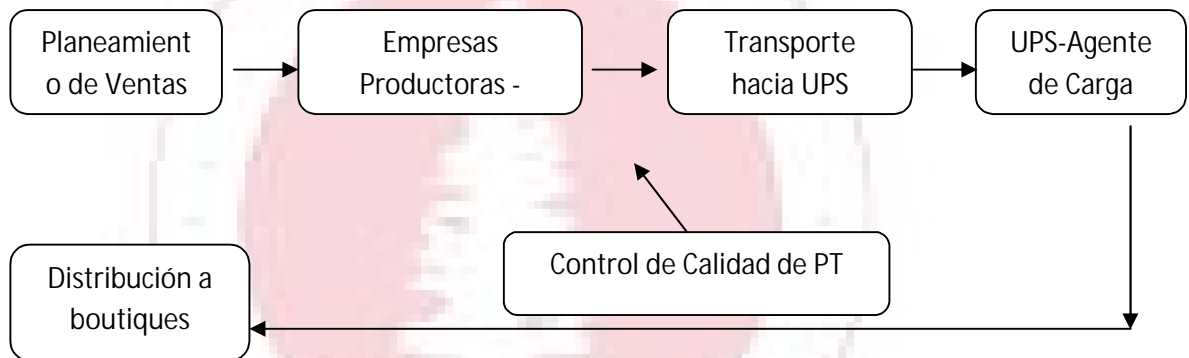 Planeamient
o de Ventas
Empresas
Productoras -
Transporte
hacia UPS
UPS-Agente
de Carga
Control de Calidad de PT
Distribución a
boutiques